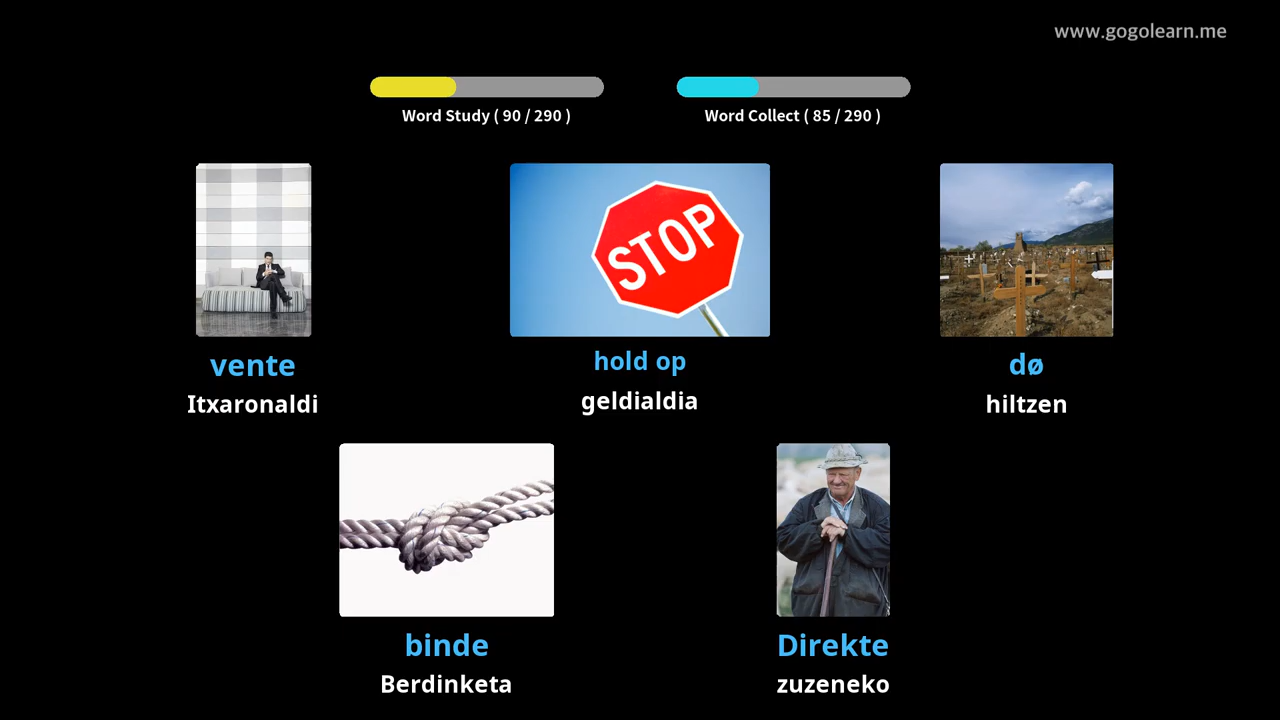 www.gogolearn.me
Word Study ( 90 / 290 )
Word Collect ( 85 / 290 )
STOP
vente
Itxaronaldi
hold op
geldialdia
dø
hiltzen
binde
Berdinketa
Direkte
zuzeneko